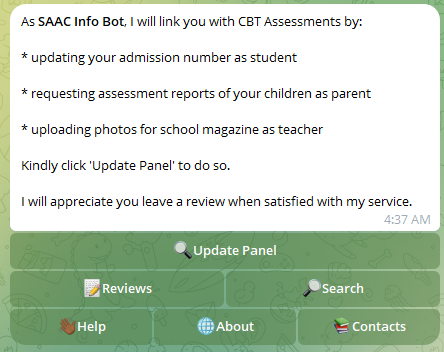 As SAAC Info Bot, I will link you with CBT Assessments by:
* updating your admission number as student
* requesting assessment reports of your children as parent
* uploading photos for school magazine as teacher
Kindly click 'Update Panel' to do so.
I will appreciate you leave a review when satisfied with my service.
4:37 AM
Update Panel
Reviews
Search
Help
About
Contacts